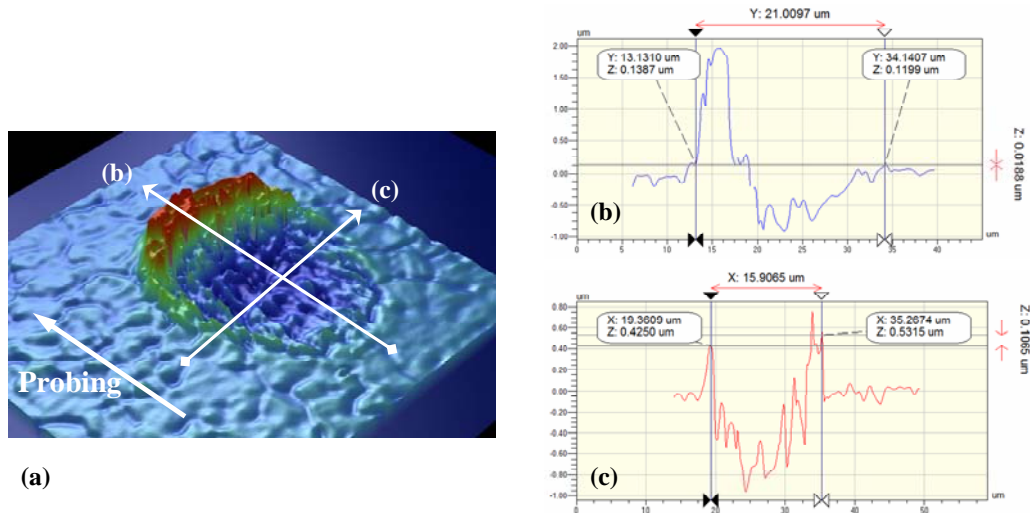 (b)
(c)
Probing
(a)
Y: 21.0097 um
um
2.00
1.50
1.00
0.50
0.00
-0.50
-1.00
Y: 13.1310 um
Z: 0.1387 um
Y: 34.1407 um
Z: 0.1199 um
(b)
0
5
10
15
20
25
30
35
40
um
Z: 0.0188 um
X: 15.9065 um
um
0.80
0.60
0.40
0.20
0.00
-0.20
-0.40
-0.60
-0.80
-1.00
X: 19.3609 um
Z: 0.4250 um
X: 35.2674 um
Z: 0.5315 um
(c)
0
10
20
30
40
50
um
Z: 0.1065 um